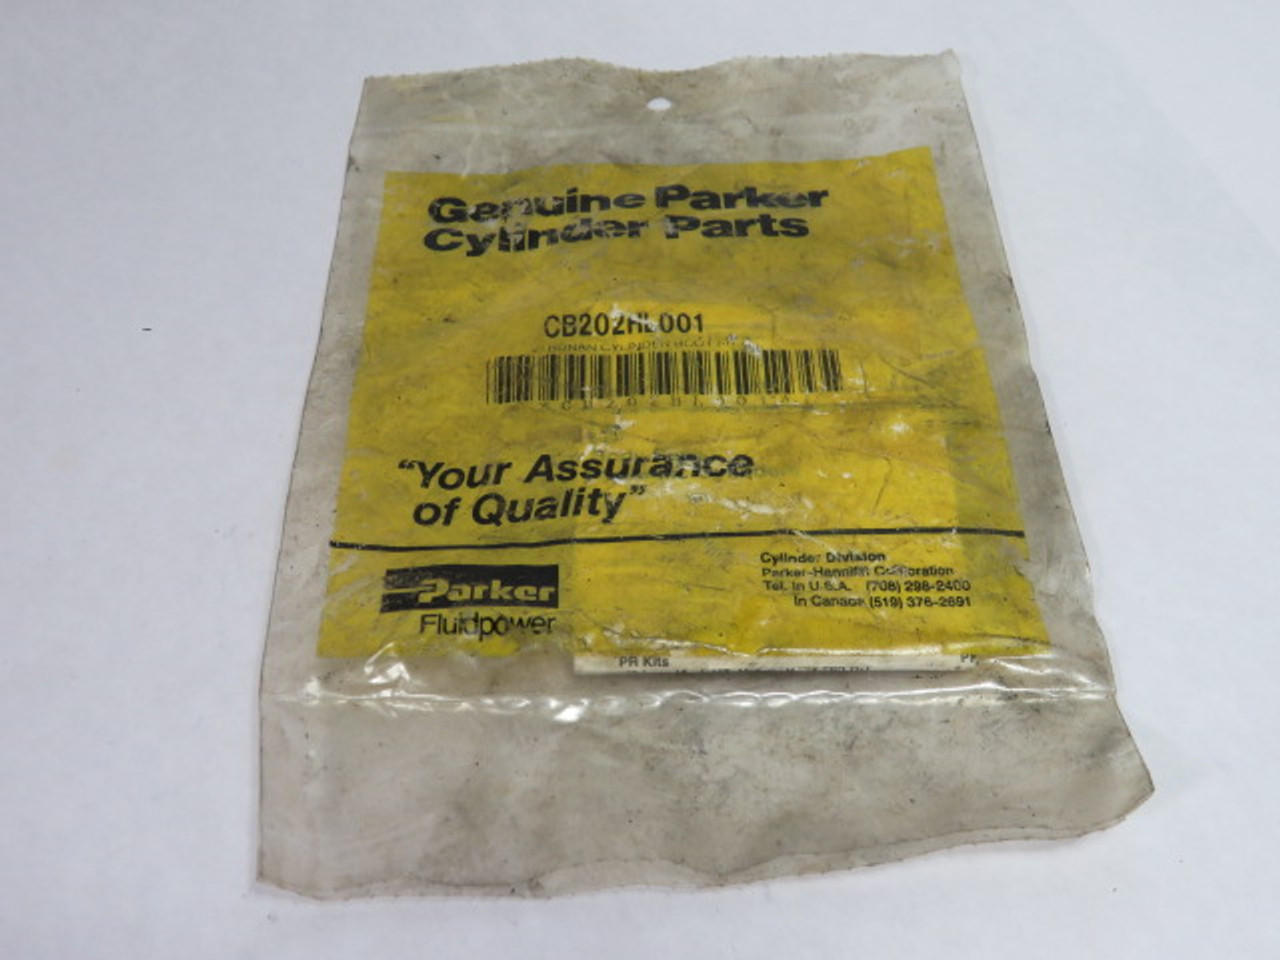 Genuine Parker
Cylinder Parts
CB202HL001
CYLINDER
"Your Assurance
of Quality"
Parker
Fluidpower
Cylinder Division
Parker-Hannifin Corporation
Tel. In U.S.A. (708) 298-2400
In Canada (519) 376-2691
PR Kits